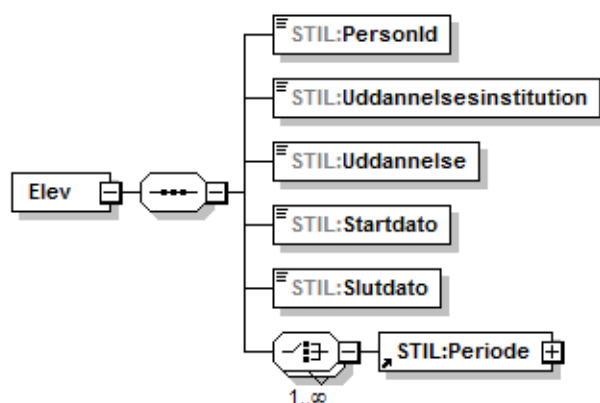 STIL:PersonId
STIL:Uddannelsesinstitution
STIL:Uddannelse
Elev
STIL:Startdato
STIL:Slutdato
STIL:Periode
1..∞